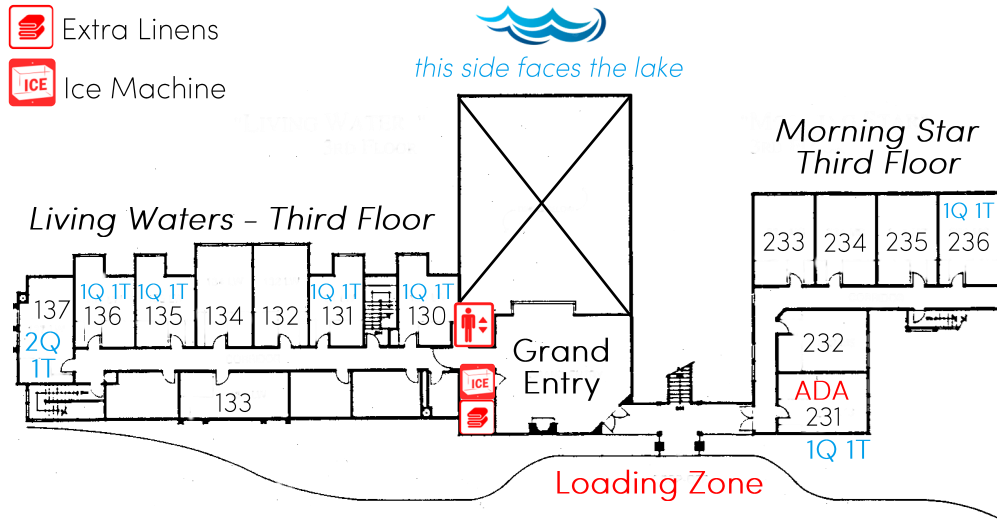 Extra Linens
ICE
Ice Machine
this side faces the lake
Morning Star
Third Floor
Living Waters – Third Floor
1Q 1T
233
234
235
236
137
2Q
1T
1Q 1T
136
1Q 1T
135
134
132
1Q 1T
131
1Q 1T
130
133
ICE
Grand
Entry
232
ADA
231
1Q 1T
Loading Zone